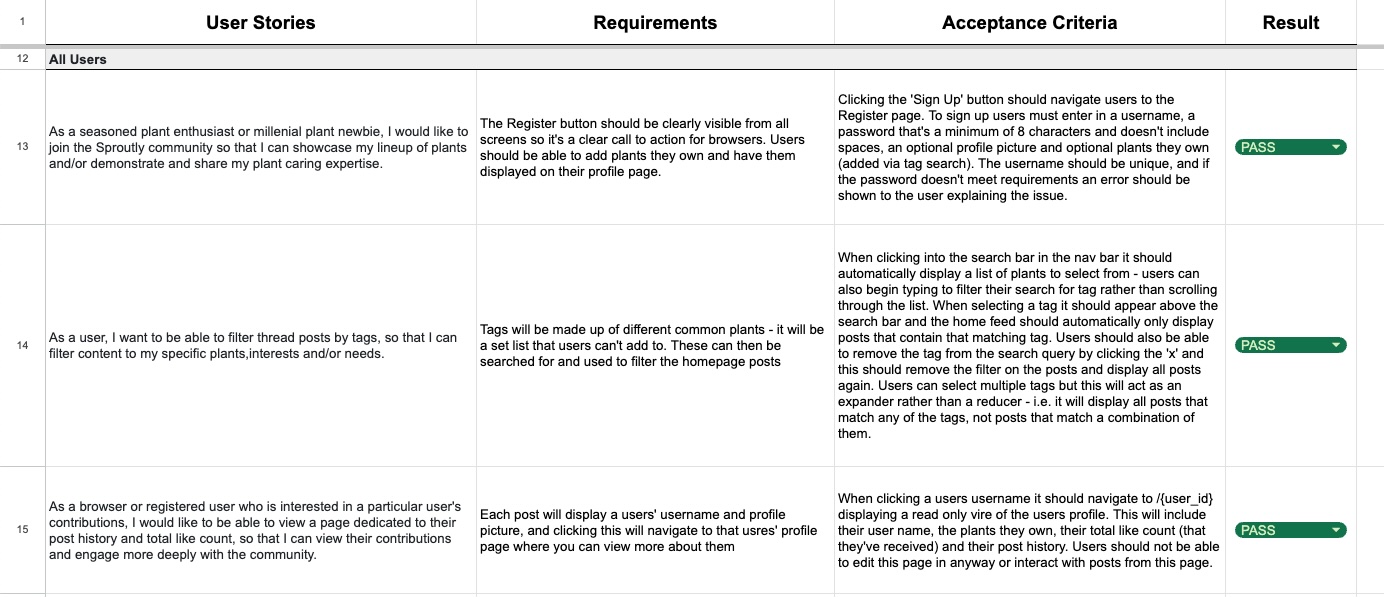 1
User Stories
Requirements
Acceptance Criteria
Result
12
All Users
13
As a seasoned plant enthusiast or millenial plant newbie, I would like to
join the Sproutly community so that I can showcase my lineup of plants
and/or demonstrate and share my plant caring expertise.
The Register button should be clearly visible from all
screens so it's a clear call to action for browsers. Users
should be able to add plants they own and have them
displayed on their profile page.
Clicking the 'Sign Up' button should navigate users to the
Register page. To sign up users must enter in a username, a
password that's a minimum of 8 characters and doesn't include
spaces, an optional profile picture and optional plants they own
(added via tag search). The username should be unique, and if
the password doesn't meet requirements an error should be
shown to the user explaining the issue.
PASS
14
As a user, I want to be able to filter thread posts by tags, so that I can
filter content to my specific plants,interests and/or needs.
Tags will be made up of different common plants - it will be
a set list that users can't add to. These can then be
searched for and used to filter the homepage posts
When clicking into the search bar in the nav bar it should
automatically display a list of plants to select from - users can
also begin typing to filter their search for tag rather than scrolling
through the list. When selecting a tag it should appear above the
search bar and the home feed should automatically only display
posts that contain that matching tag. Users should also be able
to remove the tag from the search query by clicking the 'x' and
this should remove the filter on the posts and display all posts
again. Users can select multiple tags but this will act as an
expander rather than a reducer - i.e. it will display all posts that
match any of the tags, not posts that match a combination of
them.
PASS
15
As a browser or registered user who is interested in a particular user's
contributions, I would like to be able to view a page dedicated to their
post history and total like count, so that I can view their contributions
and engage more deeply with the community.
Each post will display a users' username and profile
picture, and clicking this will navigate to that usres' profile
page where you can view more about them
When clicking a users username it should navigate to /{user_id}
displaying a read only vire of the users profile. This will include
their user name, the plants they own, their total like count (that
they've received) and their post history. Users should not be able
to edit this page in anyway or interact with posts from this page.
PASS